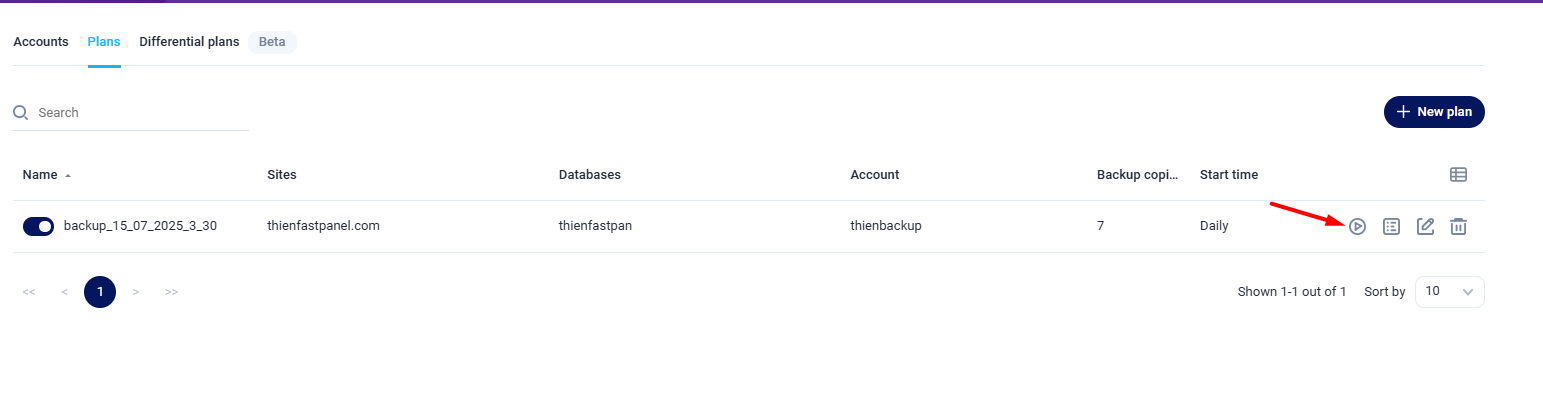 Accounts Plans Differential plans Beta
Search
New plan
Name Sites Databases Account Backup copi... Start time
backup_15_07_2025_3_30 thienfastpanel.com thienfastpan thienbackup 7 Daily
<< < 1 > >> Shown 1-1 out of 1 Sort by 10